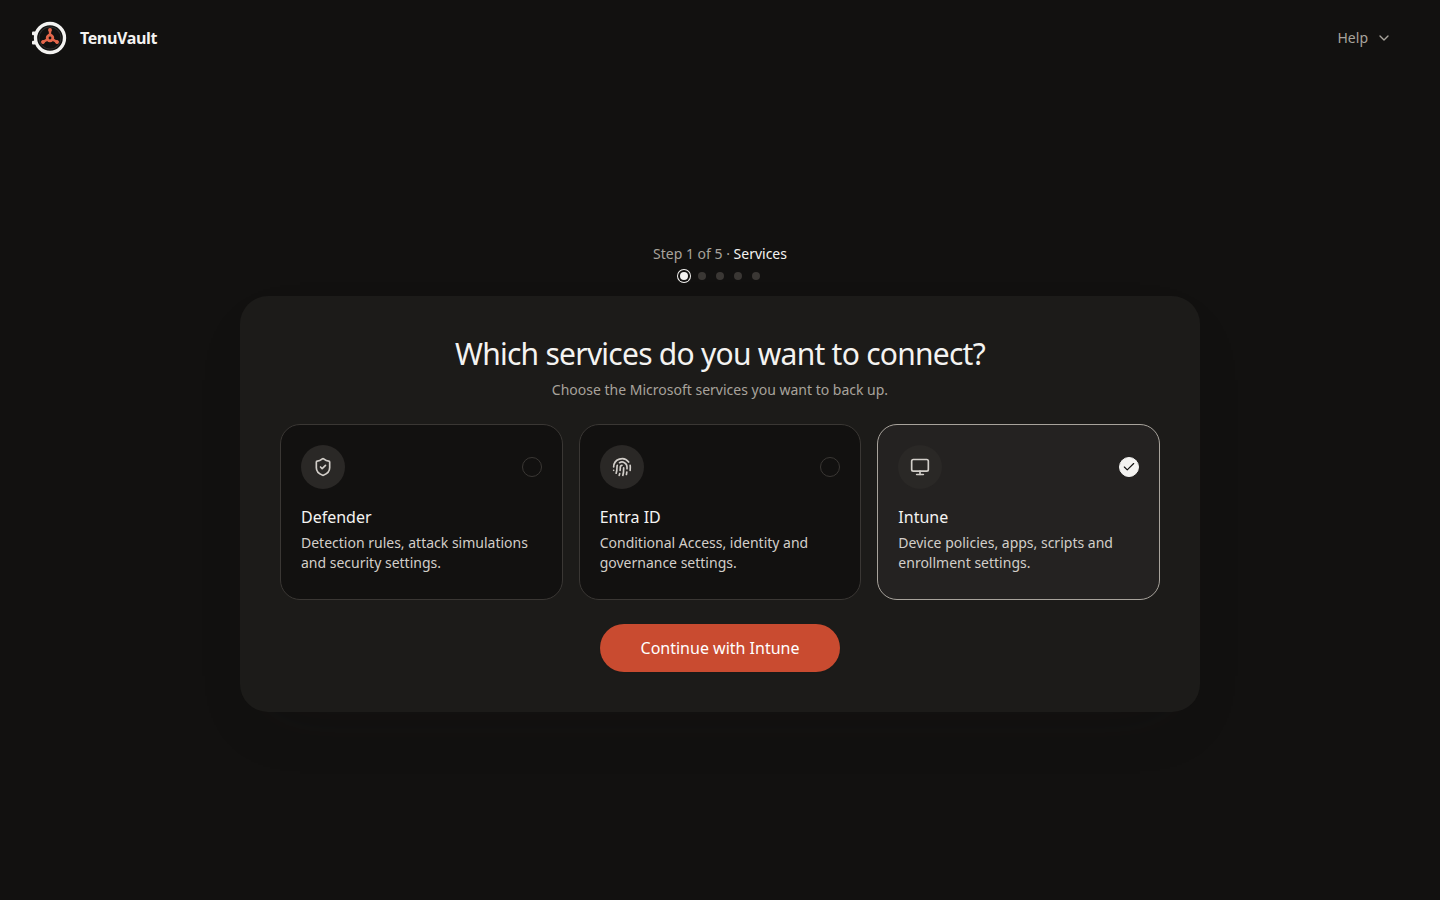 TenuVault
Help
Step 1 of 5 · Services
Which services do you want to connect?
Choose the Microsoft services you want to back up.
Defender
Detection rules, attack simulations
and security settings.
Entra ID
Conditional Access, identity and
governance settings.
Intune
Device policies, apps, scripts and
enrollment settings.
Continue with Intune